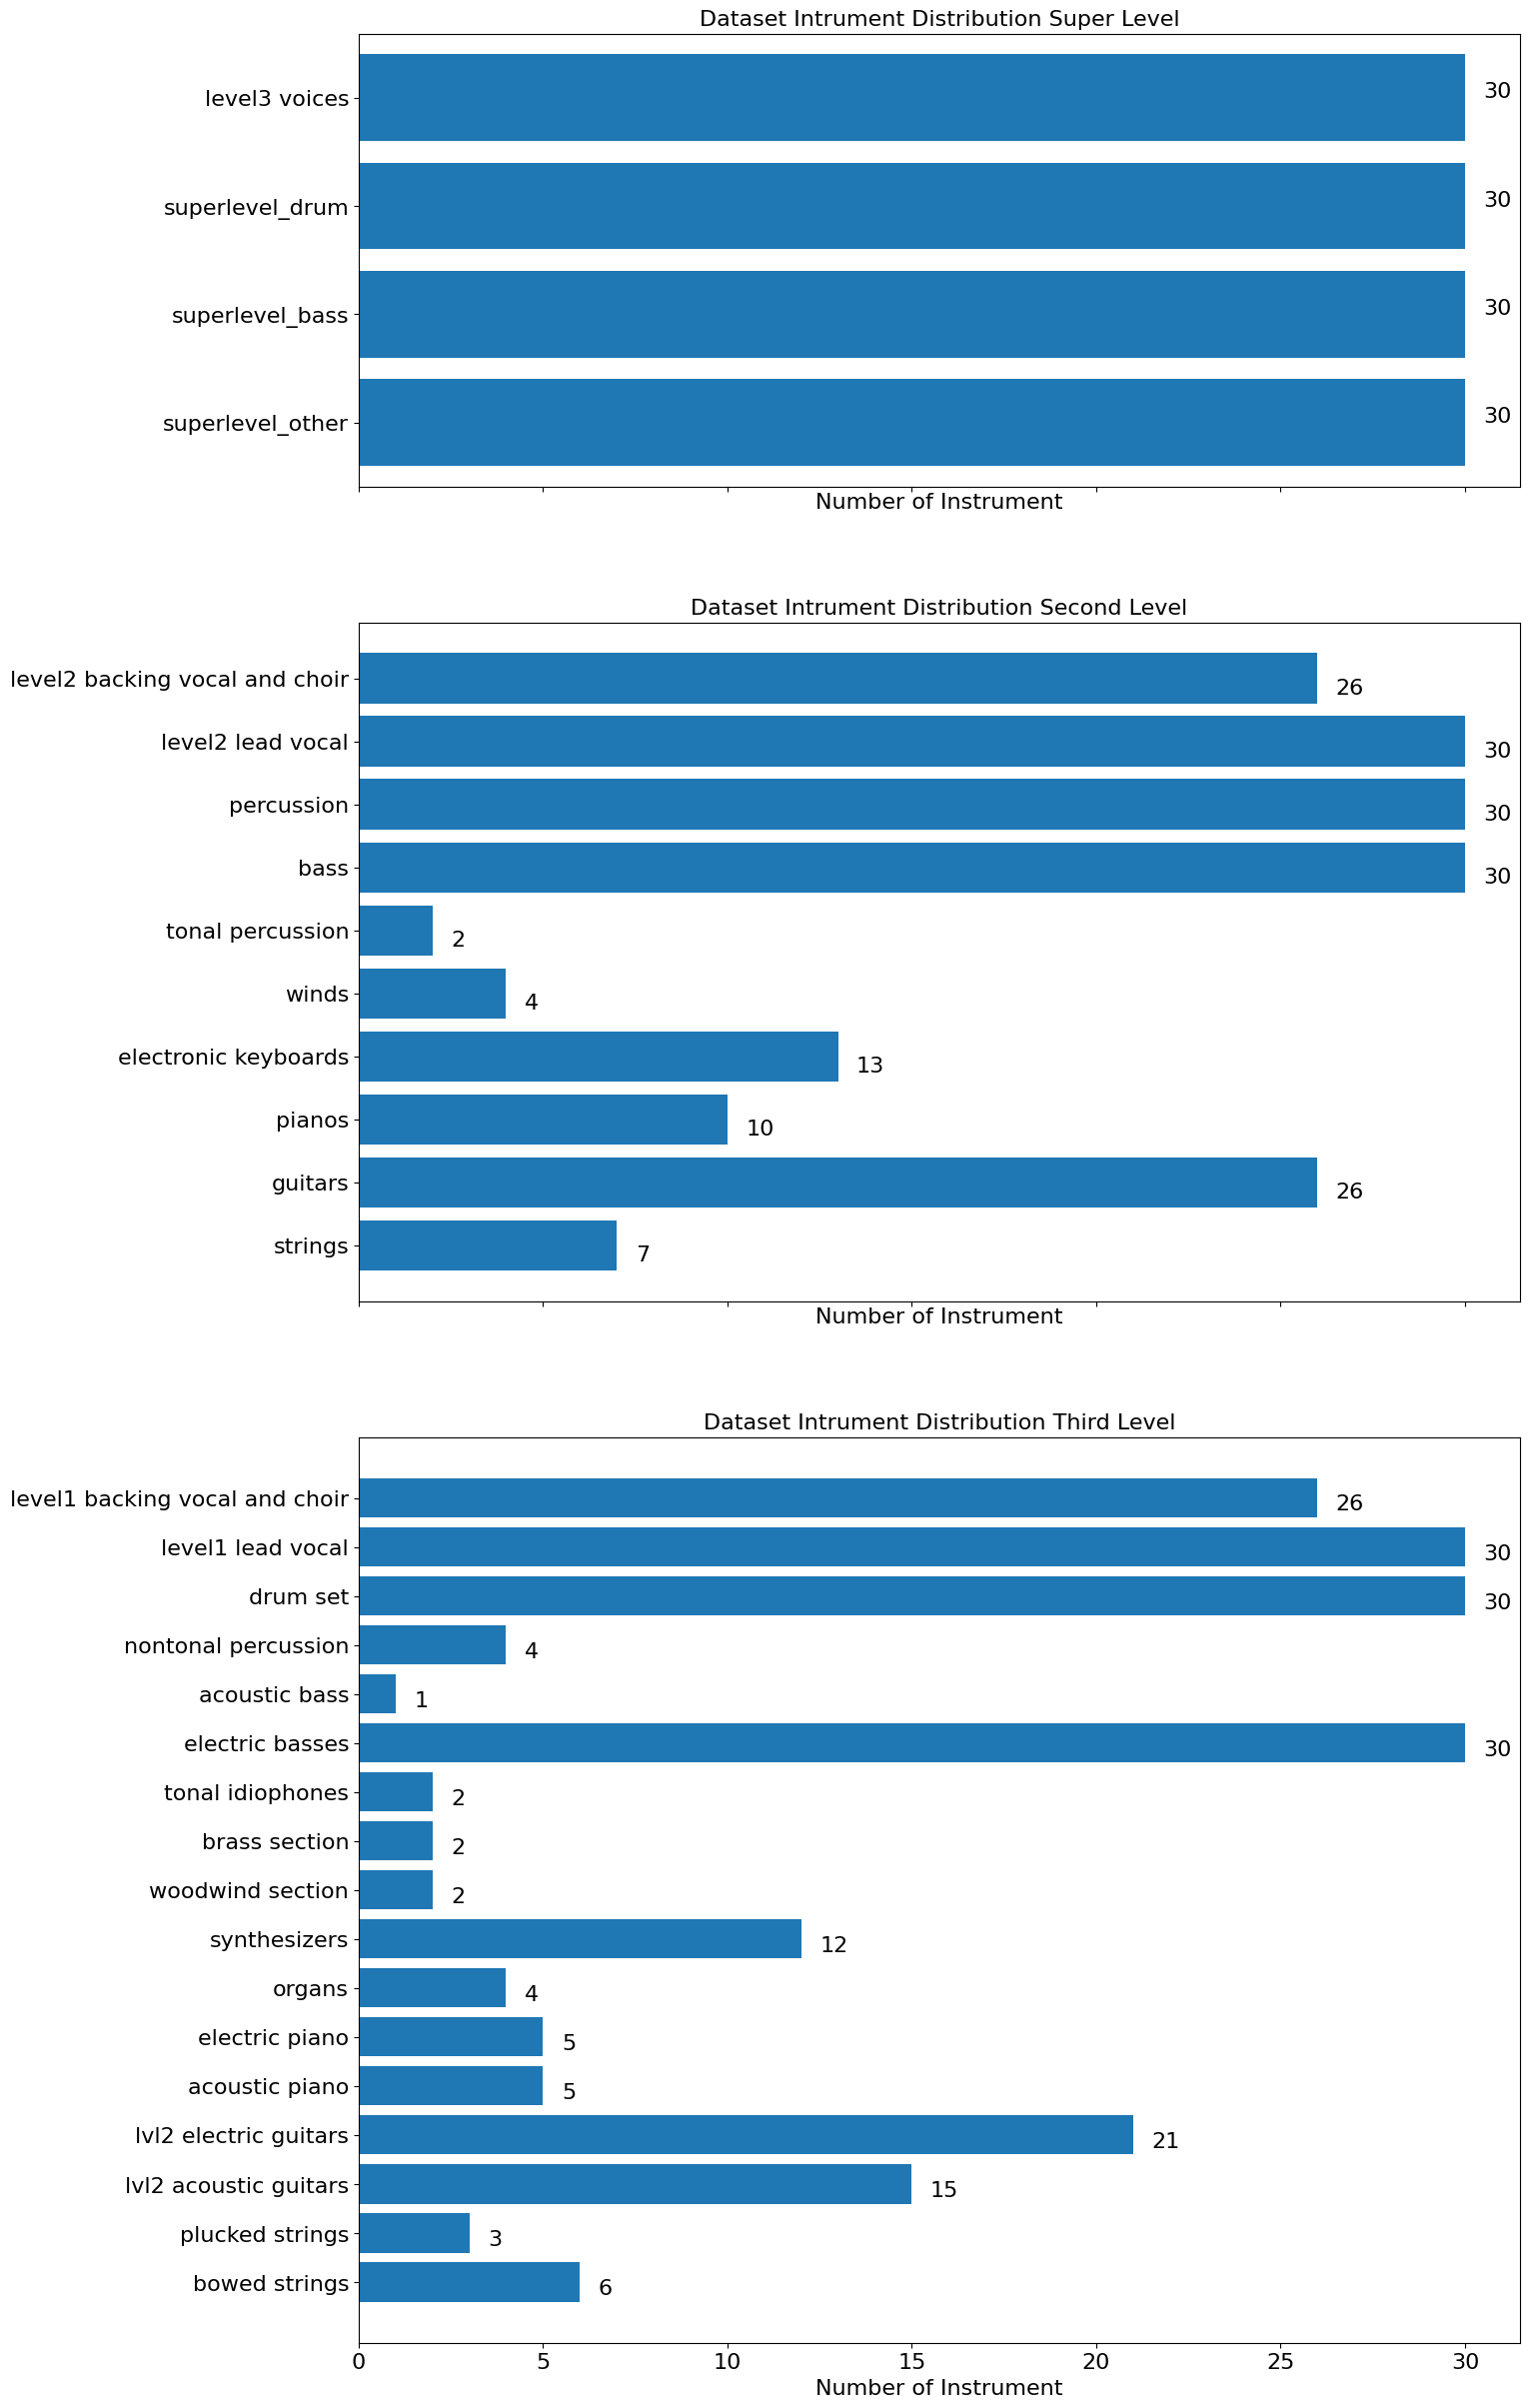 Dataset Intrument Distribution Super Level
level3 voices 30
superlevel_drum 30
superlevel_bass 30
superlevel_other 30
Number of Instrument
Dataset Intrument Distribution Second Level
level2 backing vocal and choir 26
level2 lead vocal 30
percussion 30
bass 30
tonal percussion 2
winds 4
electronic keyboards 13
pianos 10
guitars 26
strings 7
Number of Instrument
Dataset Intrument Distribution Third Level
level1 backing vocal and choir 26
level1 lead vocal 30
drum set 30
nontonal percussion 4
acoustic bass 1
electric basses 30
tonal idiophones 2
brass section 2
woodwind section 2
synthesizers 12
organs 4
electric piano 5
acoustic piano 5
lvl2 electric guitars 21
lvl2 acoustic guitars 15
plucked strings 3
bowed strings 6
0 5 10 15 20 25 30
Number of Instrument